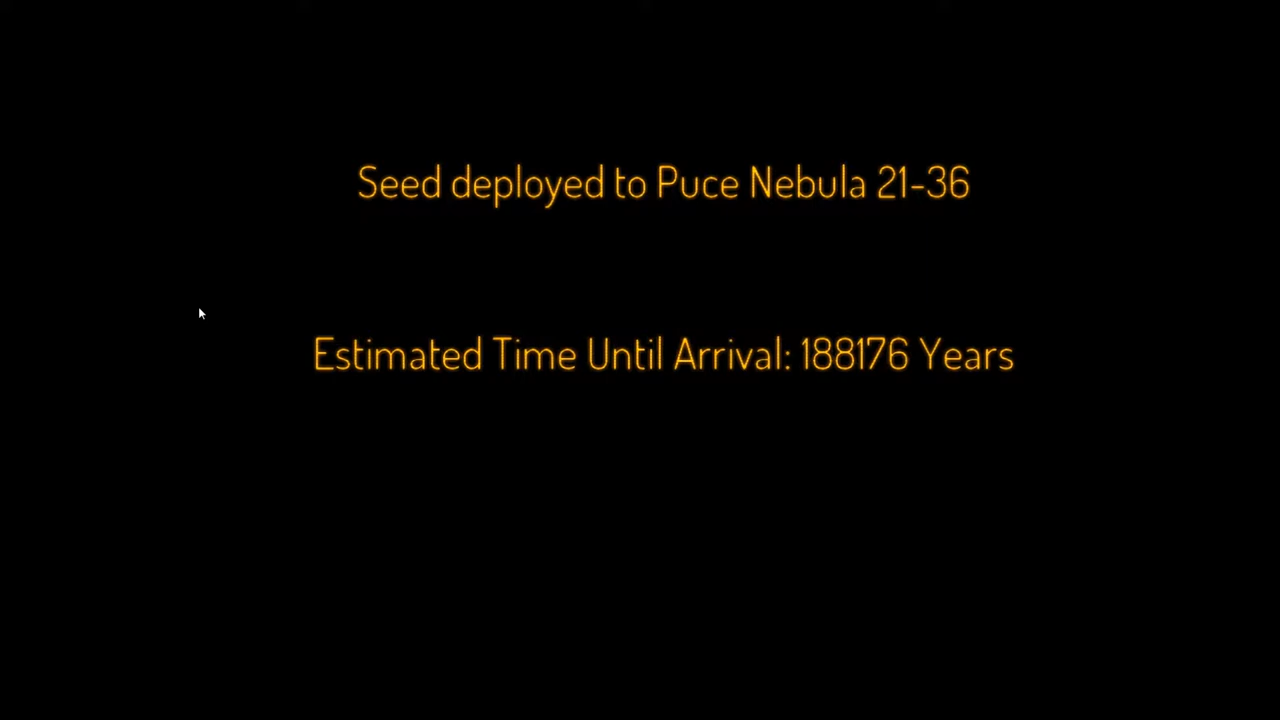 Seed deployed to Puce Nebula 21-36
Estimated Time Until Arrival: 188176 Years